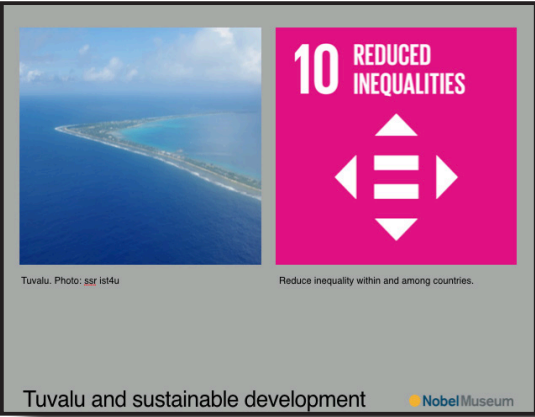 10 REDUCED
INEQUALITIES
Tuvalu. Photo: ssr ist4u
Reduce inequality within and among countries.
Tuvalu and sustainable development
NobelMuseum